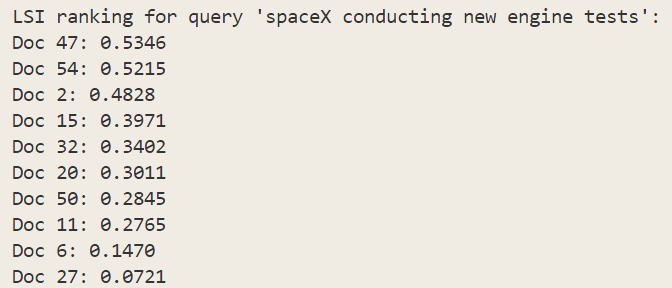 LSI ranking for query 'spaceX conducting new engine tests':
Doc 47: 0.5346
Doc 54: 0.5215
Doc 2: 0.4828
Doc 15: 0.3971
Doc 32: 0.3402
Doc 20: 0.3011
Doc 50: 0.2845
Doc 11: 0.2765
Doc 6: 0.1470
Doc 27: 0.0721